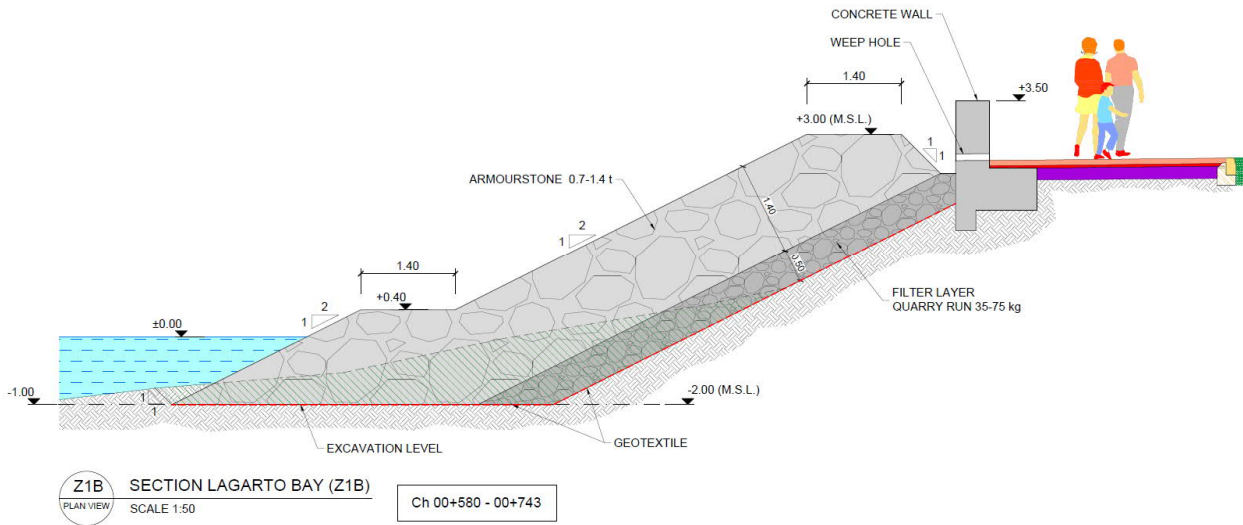 CONCRETE WALL
WEEP HOLE
1.40
+3.50
+3.00 (M.S.L.)
1
1
ARMOURSTONE 0.7-1.4 t
1.40
2
1
1.40
0.50
+0.40
2
1
FILTER LAYER
QUARRY RUN 35-75 kg
±0.00
-1.00
1
1
-2.00 (M.S.L.)
EXCAVATION LEVEL
GEOTEXTILE
Z1B
PLAN VIEW
SECTION LAGARTO BAY (Z1B)
SCALE 1:50
Ch 00+580 - 00+743